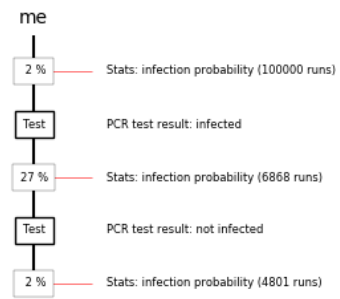 me
2 %
Stats: infection probability (100000 runs)
Test
PCR test result: infected
27 %
Stats: infection probability (6868 runs)
Test
PCR test result: not infected
2 %
Stats: infection probability (4801 runs)